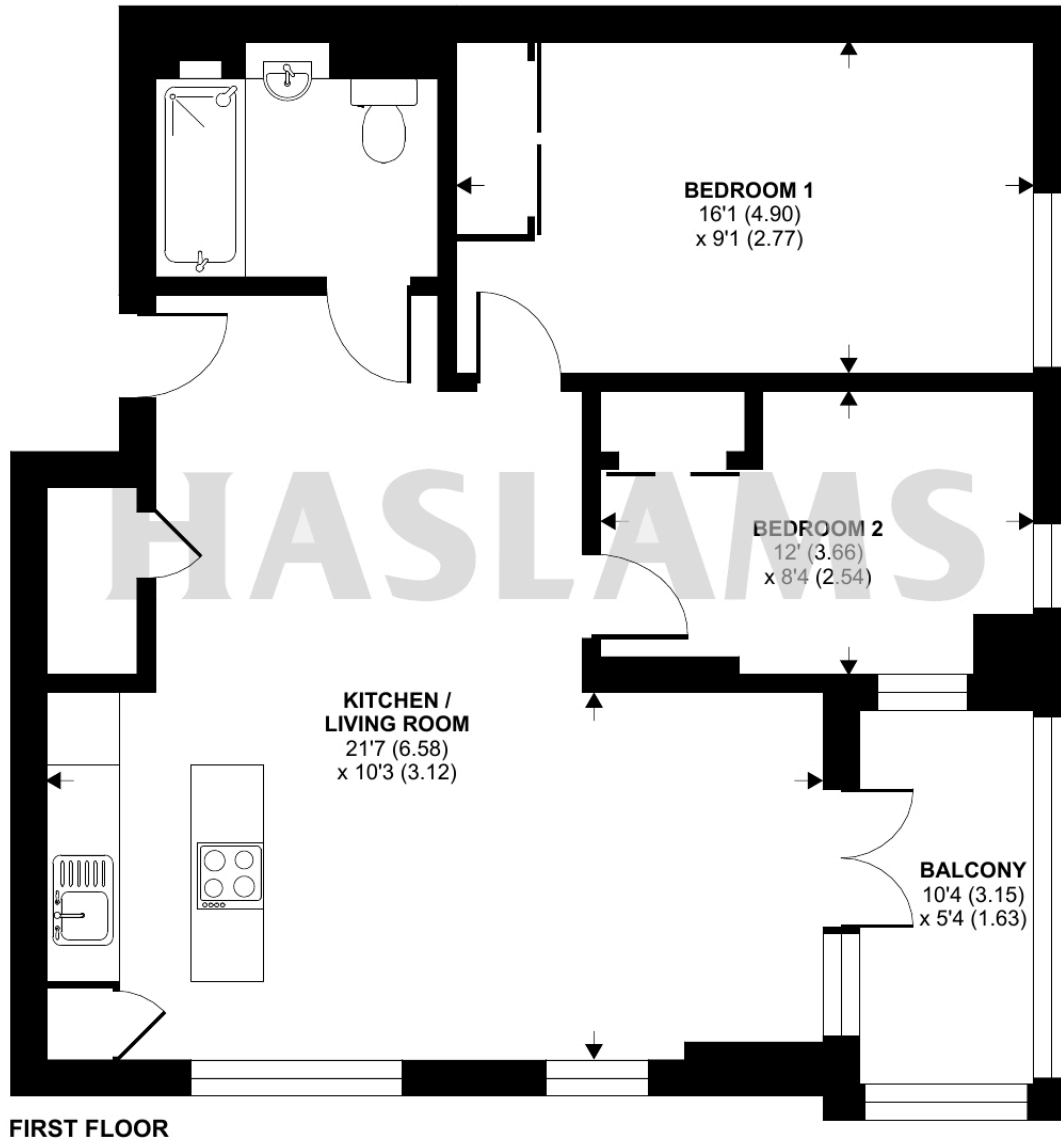 BEDROOM 1
16'1 (4.90)
x 9'1 (2.77)
HASLAMS
BEDROOM 2
12' (3.66)
x 8'4 (2.54)
KITCHEN /
LIVING ROOM
21'7 (6.58)
x 10'3 (3.12)
BALCONY
10'4 (3.15)
x 5'4 (1.63)
FIRST FLOOR